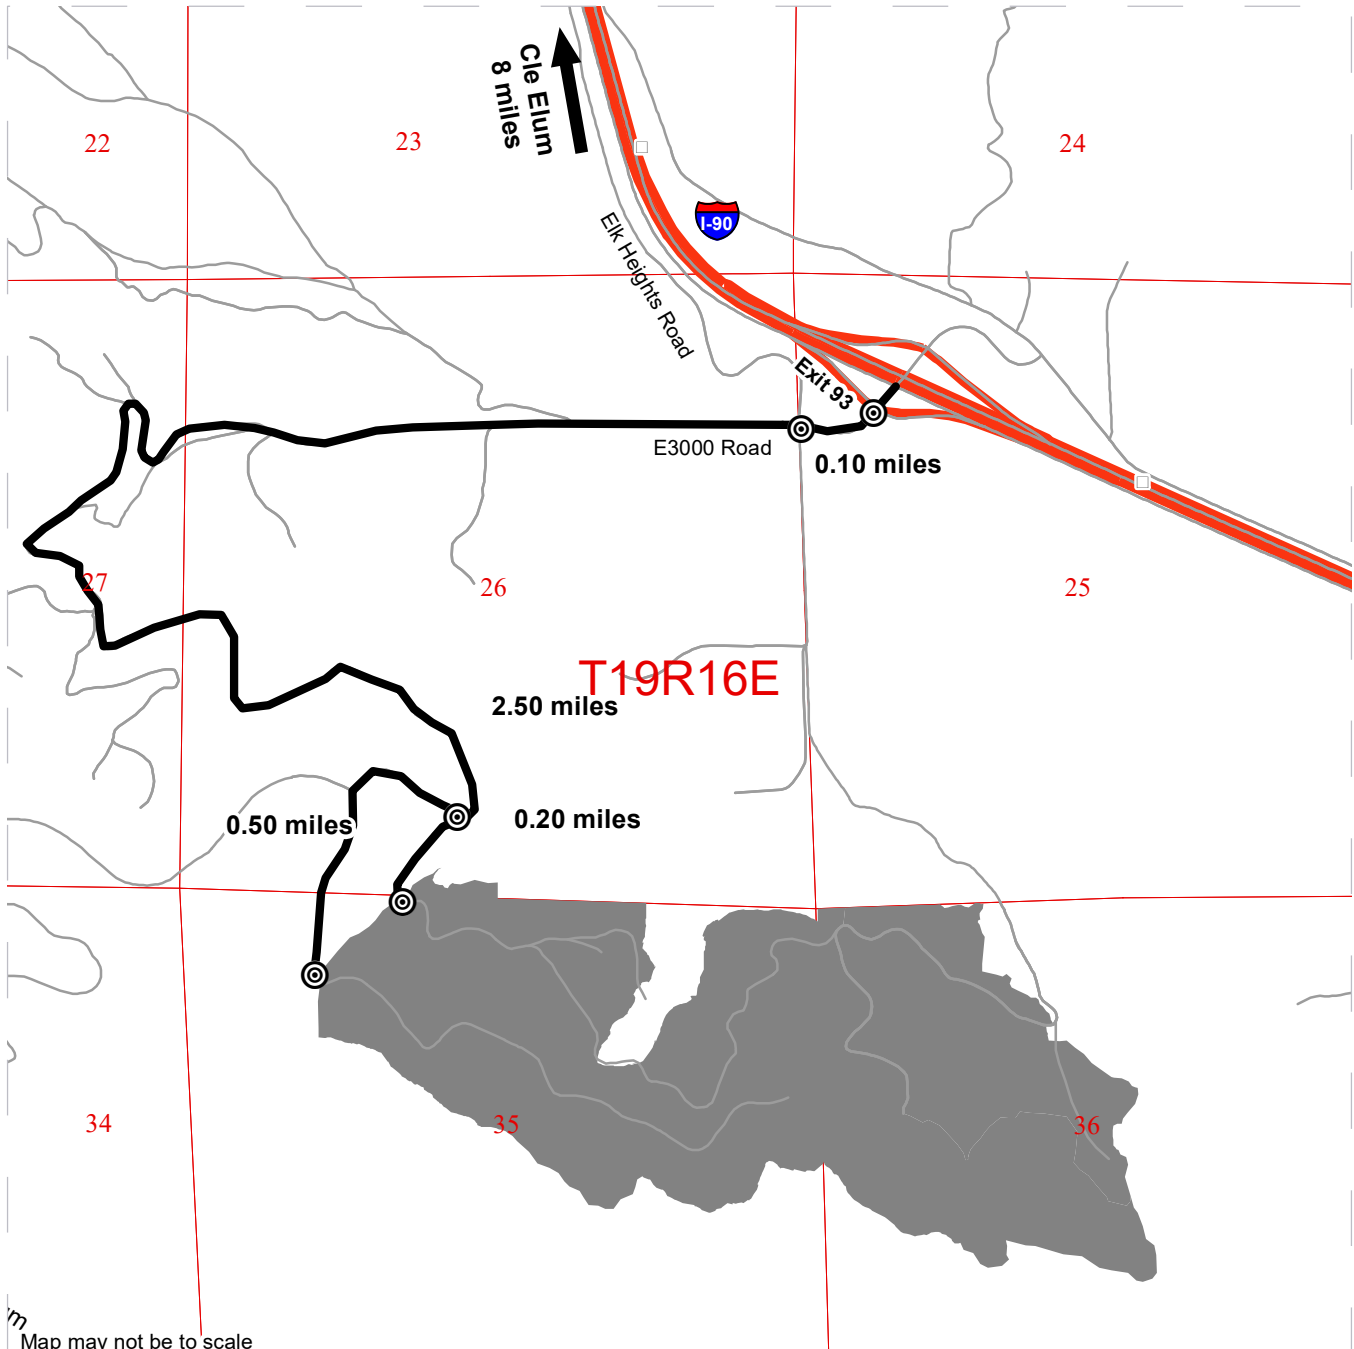 Cle Elum
8 miles
22
23
24
I-90
Elk Heights Road
Exit 93
E3000 Road
0.10 miles
27
26
25
T19R16E
2.50 miles
0.50 miles
0.20 miles
34
35
36
Map may not be to scale